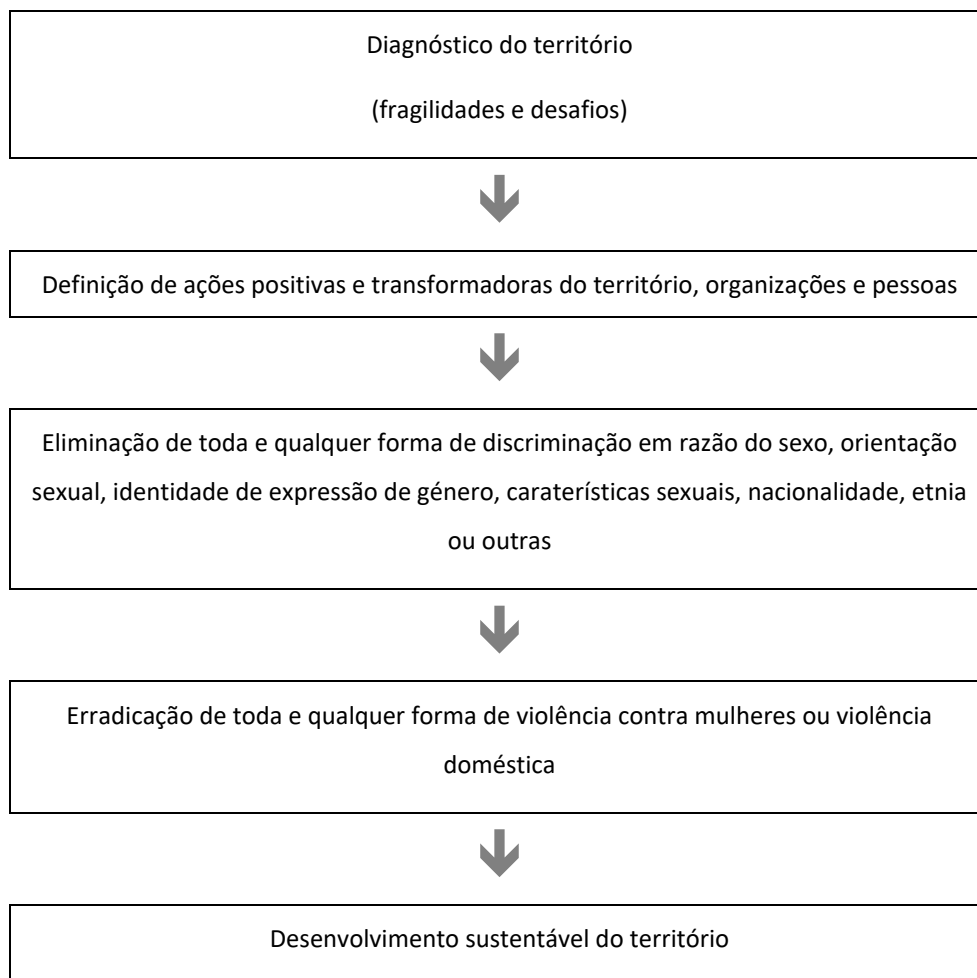 Diagnóstico do território
(fragilidades e desafios)
Definição de ações positivas e transformadoras do território, organizações e pessoas
Eliminação de toda e qualquer forma de discriminação em razão do sexo, orientação
sexual, identidade de expressão de género, caraterísticas sexuais, nacionalidade, etnia
ou outras
Erradicação de toda e qualquer forma de violência contra mulheres ou violência
doméstica
Desenvolvimento sustentável do território